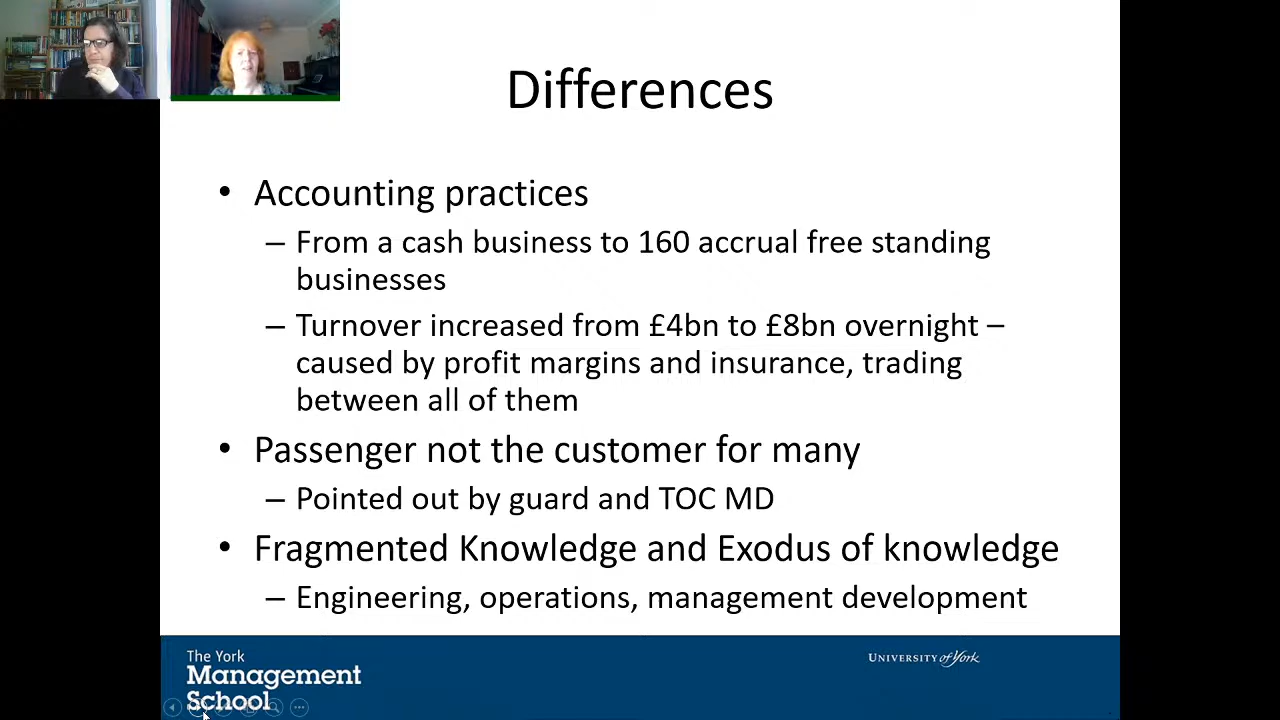 Differences
• Accounting practices
– From a cash business to 160 accrual free standing
businesses
– Turnover increased from £4bn to £8bn overnight –
caused by profit margins and insurance, trading
between all of them
• Passenger not the customer for many
– Pointed out by guard and TOC MD
• Fragmented Knowledge and Exodus of knowledge
– Engineering, operations, management development
The York
Management
School
UNIVERSITY of York